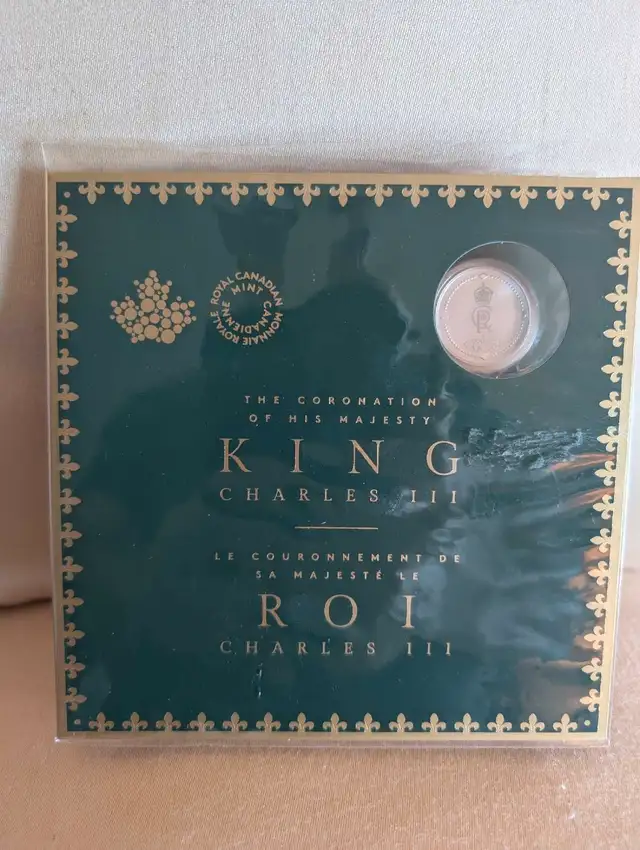 ROYAL CANADIAN MINT
MONNAIE ROYALE CANADIENNE
THE CORONATION
OF HIS MAJESTY
KING
CHARLES III
LE COURONNEMENT DE
SA MAJESTÉ LE
ROI
CHARLES III